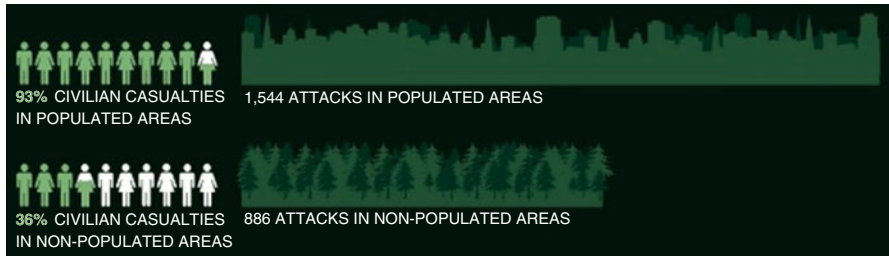 93% CIVILIAN CASUALTIES
IN POPULATED AREAS
1,544 ATTACKS IN POPULATED AREAS
36% CIVILIAN CASUALTIES
IN NON-POPULATED AREAS
886 ATTACKS IN NON-POPULATED AREAS